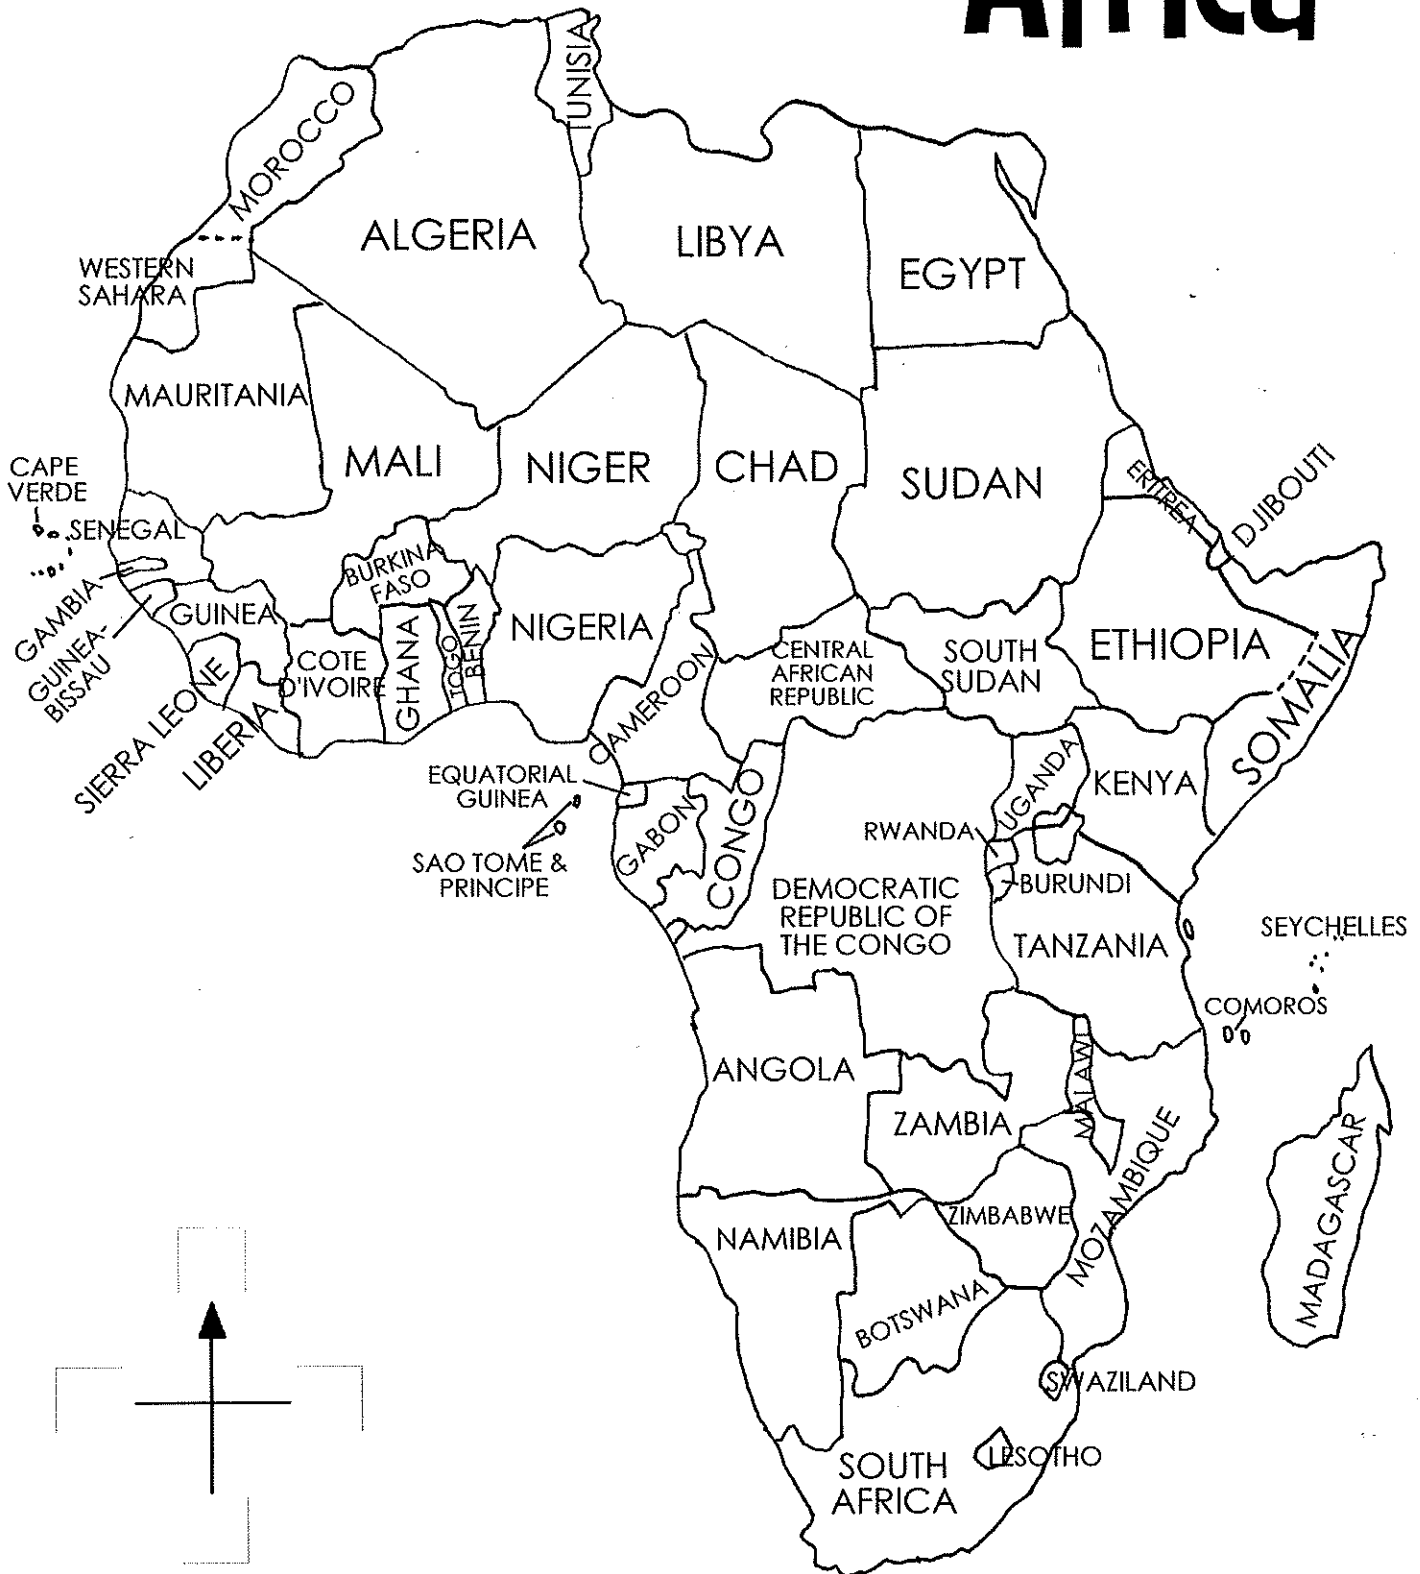 Africa
TUNISIA
MOROCCO
ALGERIA
LIBYA
EGYPT
WESTERN
SAHARA
MAURITANIA
MALI
NIGER
CHAD
SUDAN
ERITREA
DJIBOUTI
CAPE
VERDE
SENEGAL
GAMBIA
GUINEA-
BISSAU
GUINEA
SIERRA LEONE
LIBERIA
COTE
D'IVOIRE
BURKINA
FASO
GHANA
TOGO
BENIN
NIGERIA
CAMEROON
CENTRAL
AFRICAN
REPUBLIC
SOUTH
SUDAN
ETHIOPIA
SOMALIA
EQUATORIAL
GUINEA
SAO TOME &
PRINCIPE
GABON
CONGO
DEMOCRATIC
REPUBLIC OF
THE CONGO
UGANDA
KENYA
RWANDA
BURUNDI
TANZANIA
SEYCHELLES
COMOROS
ANGOLA
ZAMBIA
MALAWI
MOZAMBIQUE
MADAGASCAR
NAMIBIA
ZIMBABWE
BOTSWANA
SWAZILAND
LESOTHO
SOUTH
AFRICA